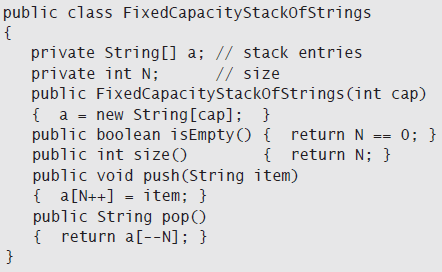 public class FixedCapacityStackOfStrings
{
private String[] a; // stack entries
private int N; // size
public FixedCapacityStackOfStrings(int cap)
{ a = new String[cap]; }
public boolean isEmpty() { return N == 0; }
public int size() { return N; }
public void push(String item)
{ a[N++] = item; }
public String pop()
{ return a[--N]; }
}